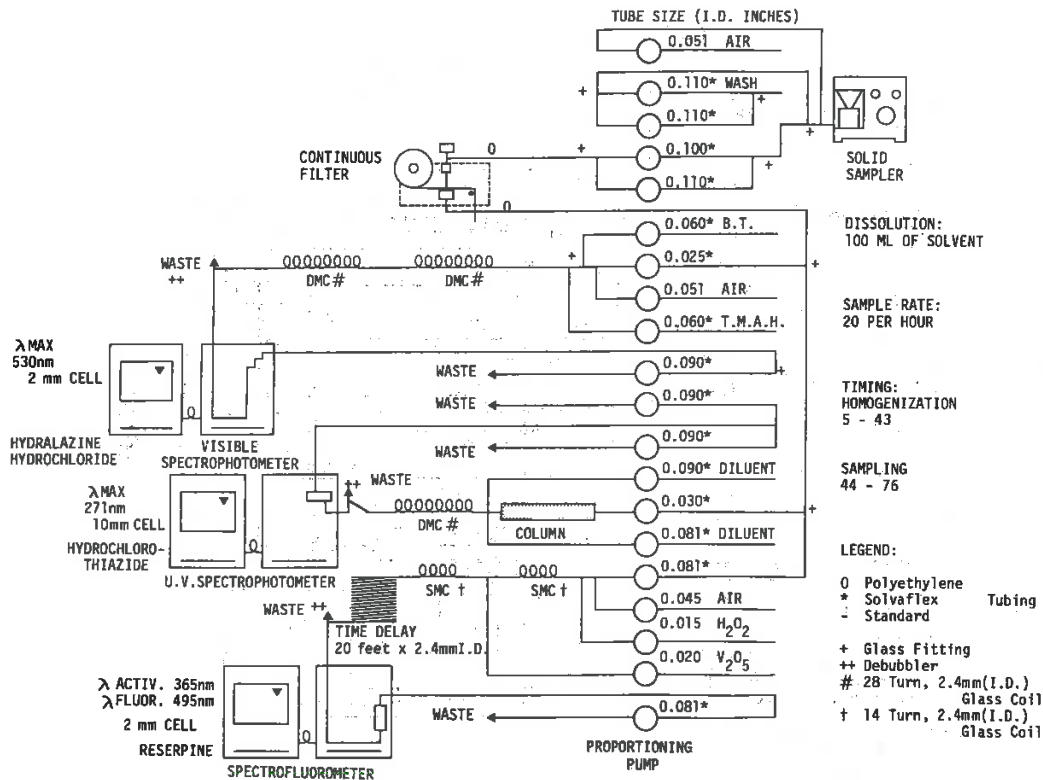 TUBE SIZE (I.D. INCHES)
0.051 AIR
0.110* WASH
0.110*
0.100*
0.110*
SOLID
SAMPLER
CONTINUOUS
FILTER
0
0
+
+
+
+
+
+
0.060* B.T.
0.025*
0.051 AIR
0.060* T.M.A.H.
+
+
DISSOLUTION:
100 ML OF SOLVENT
SAMPLE RATE:
20 PER HOUR
TIMING:
HOMOGENIZATION
5 - 43
SAMPLING
44 - 76
WASTE
++
DMC #
DMC #
λ MAX
530nm
2 mm CELL
HYDRALAZINE
HYDROCHLORIDE
VISIBLE
SPECTROPHOTOMETER
WASTE
0.090*
+
WASTE
0.090*
WASTE
0.090*
0.090* DILUENT
0.030*
+
0.081* DILUENT
++
WASTE
DMC #
COLUMN
λ MAX
271nm
10mm CELL
HYDROCHLORO-
THIAZIDE
U.V.SPECTROPHOTOMETER
0.081*
0.045 AIR
0.015 H2O2
0.020 V2O5
SMC †
SMC †
WASTE ++
TIME DELAY
20 feet x 2.4mmI.D.
λ ACTIV. 365nm
λ FLUOR. 495nm
2 mm CELL
RESERPINE
SPECTROFLUOROMETER
WASTE
0.081*
PROPORTIONING
PUMP
LEGEND:
0 Polyethylene
* Solvaflex Tubing
- Standard
+ Glass Fitting
++ Debubbler
# 28 Turn, 2.4mm(I.D.)
Glass Coil
† 14 Turn, 2.4mm(I.D.)
Glass Coil